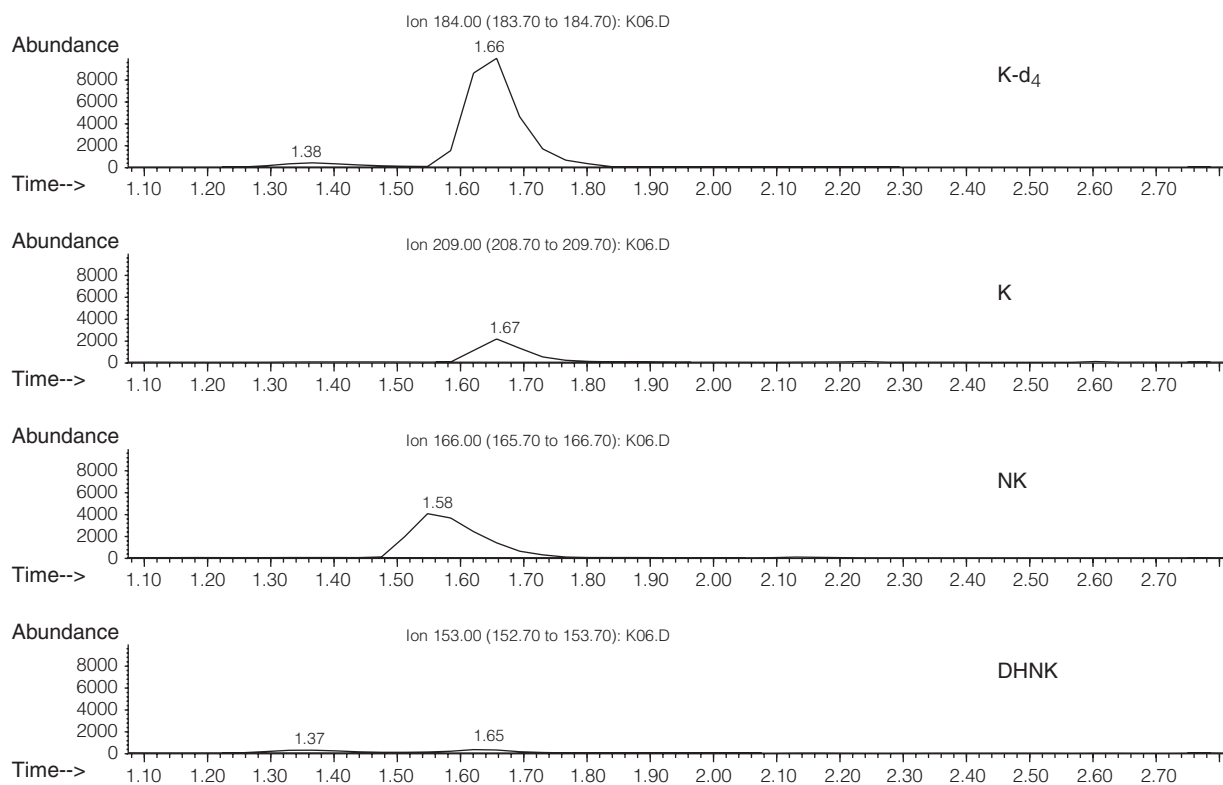 Ion 184.00 (183.70 to 184.70): K06.D
Abundance
1.66
K-d4
8000
6000
4000
2000
1.38
0
Time-->
1.10 1.20 1.30 1.40 1.50 1.60 1.70 1.80 1.90 2.00 2.10 2.20 2.30 2.40 2.50 2.60 2.70
Abundance
Ion 209.00 (208.70 to 209.70): K06.D
8000
K
6000
4000
1.67
2000
0
Time-->
1.10 1.20 1.30 1.40 1.50 1.60 1.70 1.80 1.90 2.00 2.10 2.20 2.30 2.40 2.50 2.60 2.70
Abundance
Ion 166.00 (165.70 to 166.70): K06.D
8000
NK
6000
1.58
4000
2000
0
Time-->
1.10 1.20 1.30 1.40 1.50 1.60 1.70 1.80 1.90 2.00 2.10 2.20 2.30 2.40 2.50 2.60 2.70
Abundance
Ion 153.00 (152.70 to 153.70): K06.D
8000
DHNK
6000
4000
2000
1.37 1.65
0
Time-->
1.10 1.20 1.30 1.40 1.50 1.60 1.70 1.80 1.90 2.00 2.10 2.20 2.30 2.40 2.50 2.60 2.70